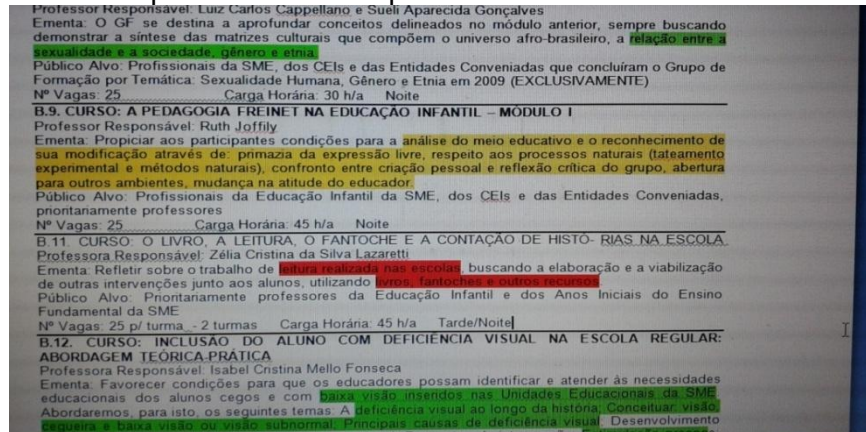 Professor Responsável: Luiz Carlos Cappellano e Sueli Aparecida Gonçalves
Ementa: O GF se destina a aprofundar conceitos delineados no módulo anterior, sempre buscando
demonstrar a síntese das matrizes culturais que compõem o universo afro-brasileiro, a relação entre a
sexualidade e a sociedade, gênero e etnia.
Público Alvo: Profissionais da SME, dos CEIs e das Entidades Conveniadas que concluíram o Grupo de
Formação por Temática: Sexualidade Humana, Gênero e Etnia em 2009 (EXCLUSIVAMENTE)
Nº Vagas: 25 Carga Horária: 30 h/a Noite
B.9. CURSO: A PEDAGOGIA FREINET NA EDUCAÇÃO INFANTIL – MÓDULO I
Professor Responsável: Ruth Joffily
Ementa: Propiciar aos participantes condições para a análise do meio educativo e o reconhecimento de
sua modificação através de: primazia da expressão livre, respeito aos processos naturais (tateamento
experimental e métodos naturais), confronto entre criação pessoal e reflexão crítica do grupo, abertura
para outros ambientes, mudança na atitude do educador.
Público Alvo: Profissionais da Educação Infantil da SME, dos CEIs e das Entidades Conveniadas,
prioritariamente professores
Nº Vagas: 25 Carga Horária: 45 h/a Noite
B.11. CURSO: O LIVRO, A LEITURA, O FANTOCHE E A CONTAÇÃO DE HISTÓ- RIAS NA ESCOLA
Professora Responsável: Zélia Cristina da Silva Lazaretti
Ementa: Refletir sobre o trabalho de leitura realizada nas escolas, buscando a elaboração e a viabilização
de outras intervenções junto aos alunos, utilizando livros, fantoches e outros recursos.
Público Alvo: Prioritariamente professores da Educação Infantil e dos Anos Iniciais do Ensino
Fundamental da SME
Nº Vagas: 25 p/ turma - 2 turmas Carga Horária: 45 h/a Tarde/Noite
B.12. CURSO: INCLUSÃO DO ALUNO COM DEFICIÊNCIA VISUAL NA ESCOLA REGULAR:
ABORDAGEM TEÓRICA-PRÁTICA
Professora Responsável: Isabel Cristina Mello Fonseca
Ementa: Favorecer condições para que os educadores possam identificar e atender às necessidades
educacionais dos alunos cegos e com baixa visão inseridos nas Unidades Educacionais da SME.
Abordaremos, para isto, os seguintes temas: A deficiência visual ao longo da história; Conceituar visão,
cegueira e baixa visão ou visão subnormal; Principais causas de deficiência visual; Desenvolvimento